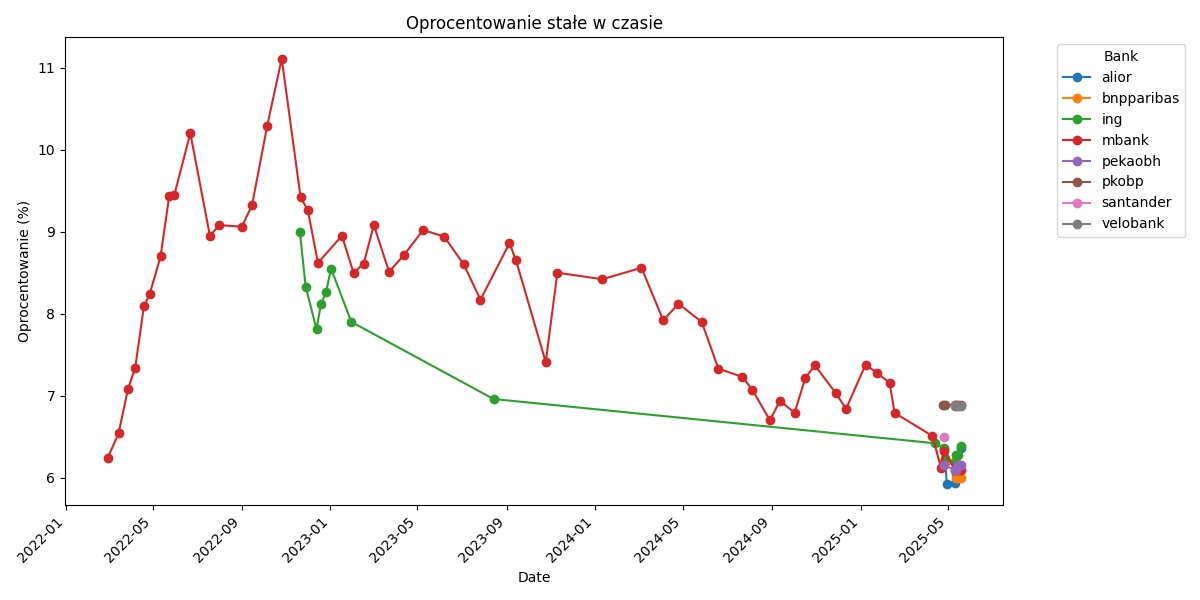 Oprocentowanie stałe w czasie
Oprocentowanie (%)
11
10
9
8
7
6
2022-01
2022-05
2022-09
2023-01
2023-05
2023-09
2024-01
2024-05
2024-09
2025-01
2025-05
Date
Bank
alior
bnpparibas
ing
mbank
pekaobh
pkobp
santander
velobank